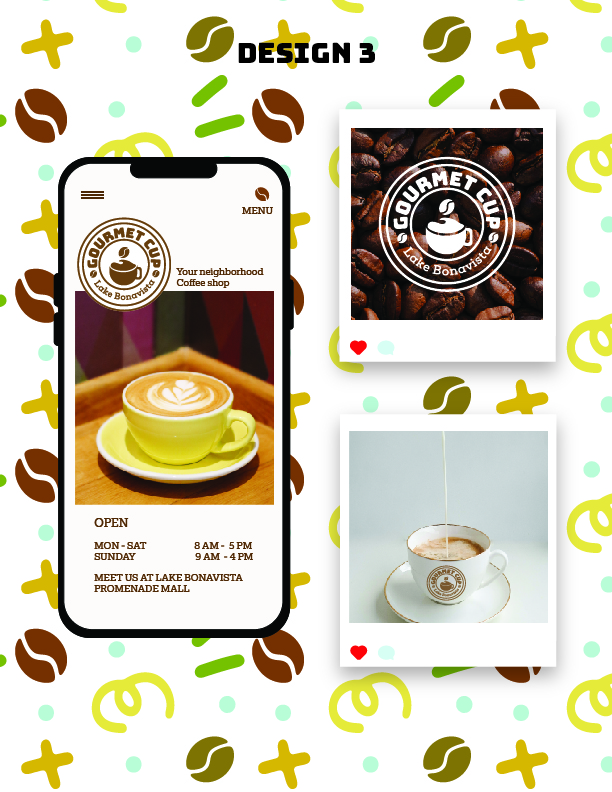 DESIGN 3
MENU
GOURMET CUP
Lake Bonavista
Your neighborhood
Coffee shop
OPEN
MON - SAT 8 AM - 5 PM
SUNDAY 9 AM - 4 PM
MEET US AT LAKE BONAVISTA
PROMENADE MALL
GOURMET CUP
Lake Bonavista
GOURMET CUP
Lake Bonavista